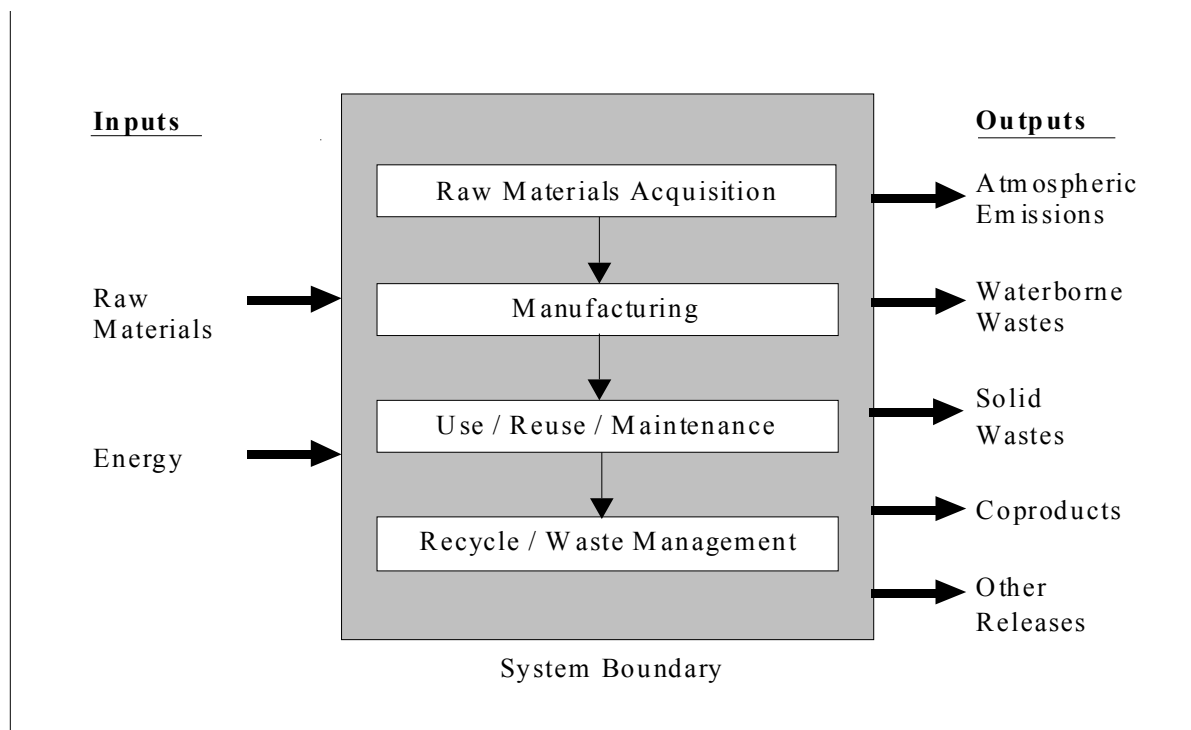 Inputs
Raw
Materials
Energy
Raw Materials Acquisition
Manufacturing
Use / Reuse / Maintenance
Recycle / Waste Management
System Boundary
Outputs
Atmospheric
Emissions
Waterborne
Wastes
Solid
Wastes
Coproducts
Other
Releases